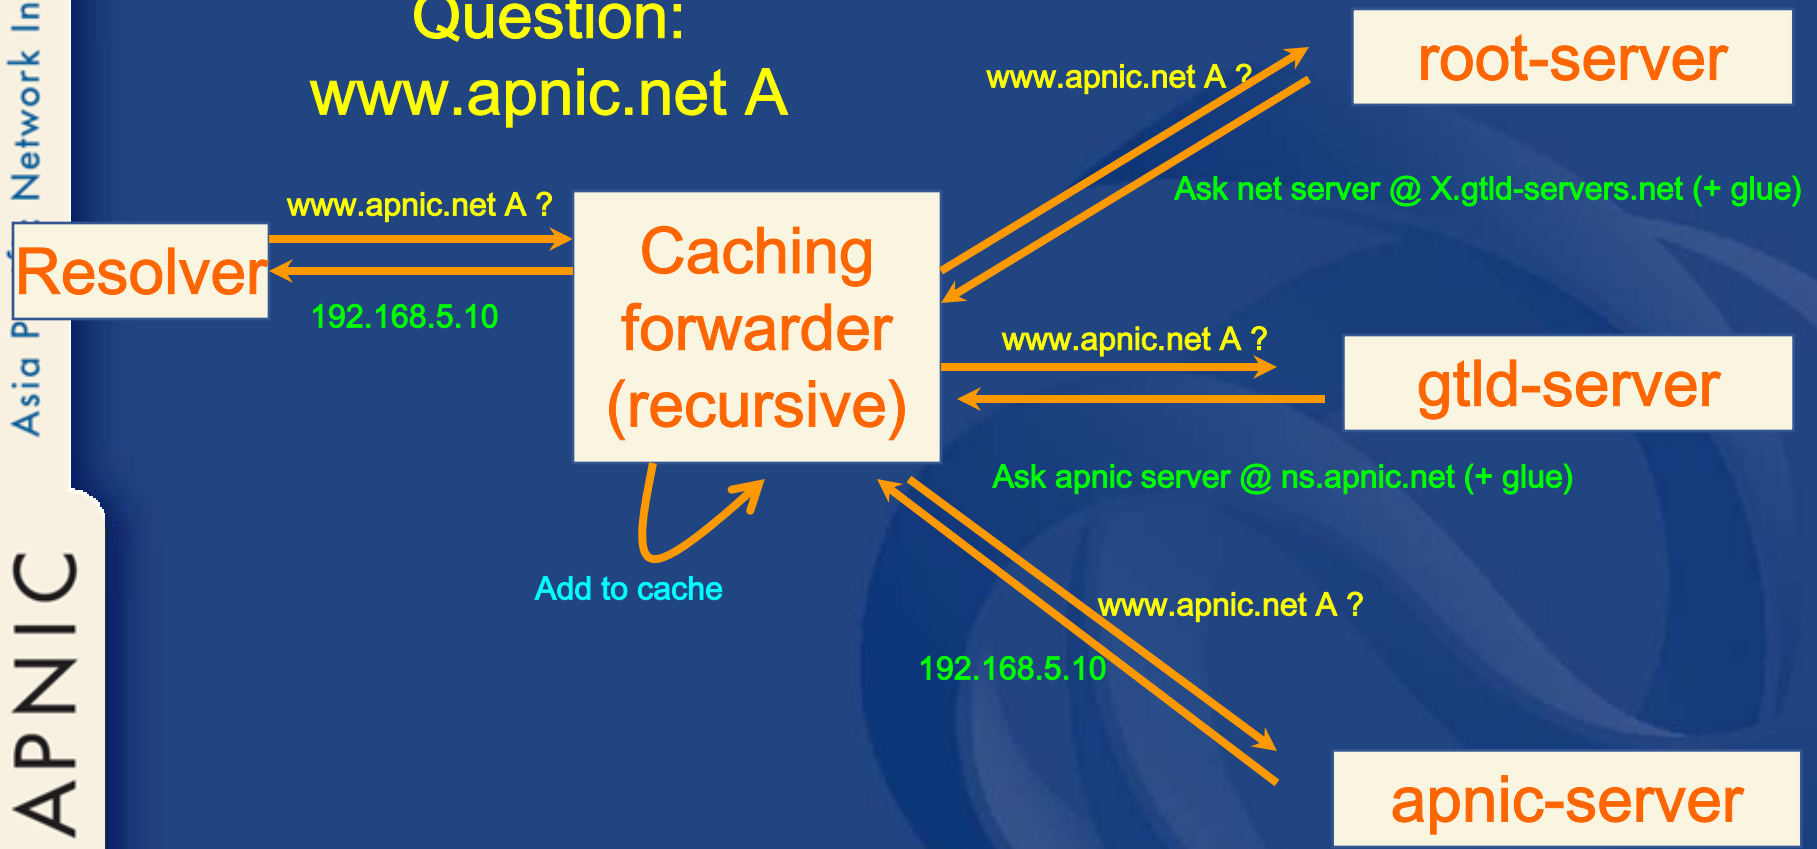 Question:
www.apnic.net A
www.apnic.net A ?
root-server
Ask net server @ X.gtld-servers.net (+ glue)
www.apnic.net A ?
Resolver
192.168.5.10
Caching
forwarder
(recursive)
www.apnic.net A ?
gtld-server
Ask apnic server @ ns.apnic.net (+ glue)
Add to cache
www.apnic.net A ?
192.168.5.10
apnic-server
APNIC
Asia Network